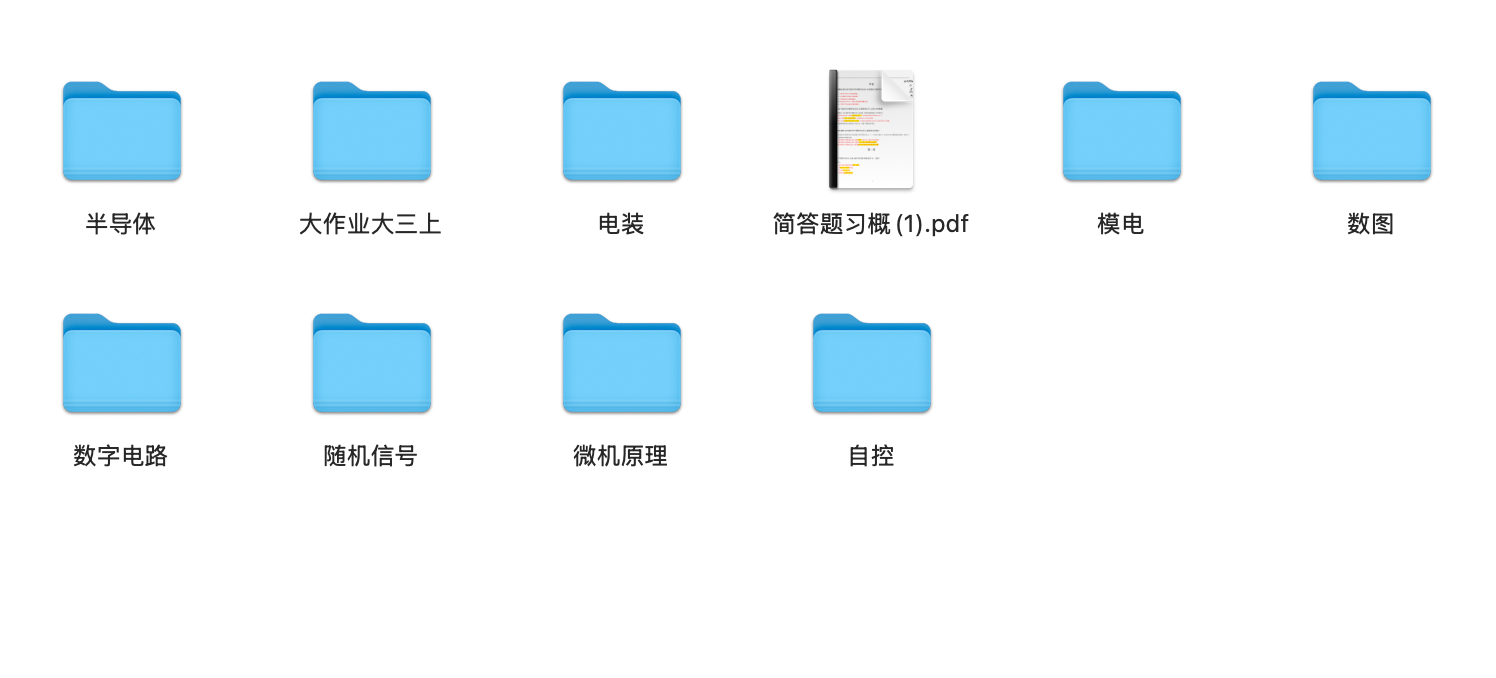 半导体
大作业大三上
电装
简答题习概 (1).pdf
模电
数图
数字电路
随机信号
微机原理
自控